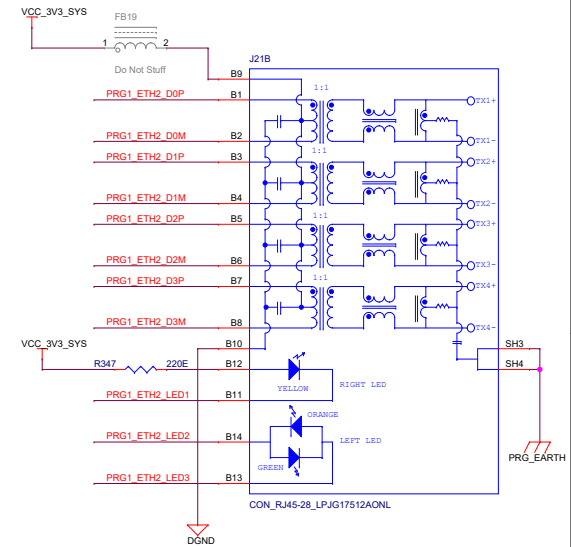 VCC_3V3_SYS
FB19
1
2
Do Not Stuff
J21B
B9
1:1
PRG1_ETH2_D0P
B1
TX1+
PRG1_ETH2_D0M
B2
TX1-
1:1
PRG1_ETH2_D1P
B3
TX2+
PRG1_ETH2_D1M
B4
TX2-
1:1
PRG1_ETH2_D2P
B5
TX3+
PRG1_ETH2_D2M
B6
TX3-
1:1
PRG1_ETH2_D3P
B7
TX4+
PRG1_ETH2_D3M
B8
TX4-
VCC_3V3_SYS
B10
SH3
R347
220E
B12
SH4
YELLOW
RIGHT LED
PRG1_ETH2_LED1
B11
ORANGE
PRG1_ETH2_LED2
B14
LEFT LED
PRG_EARTH
GREEN
PRG1_ETH2_LED3
B13
CON_RJ45-28_LPJG17512AONL
DGND